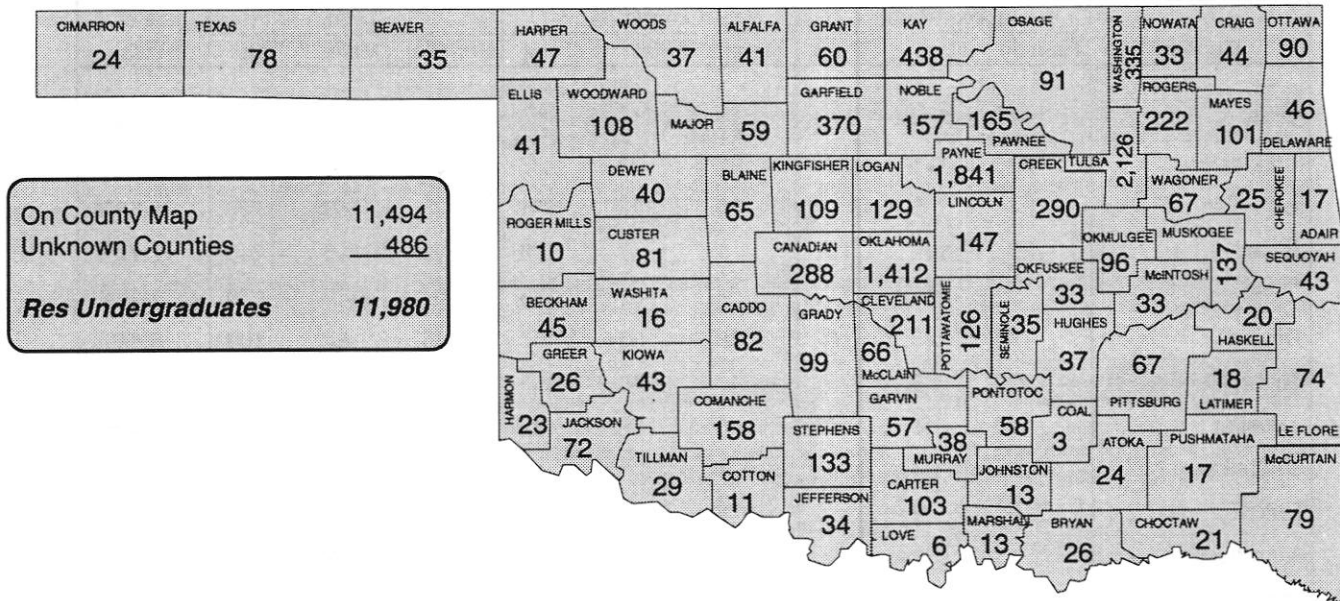 CIMARRON
24
TEXAS
78
BEAVER
35
HARPER
47
WOODS
37
ALFALFA
41
GRANT
60
KAY
438
OSAGE
91
WASHINGTON
335
NOWATA
33
CRAIG
44
OTTAWA
90
ELLIS
41
WOODWARD
108
MAJOR
59
GARFIELD
370
NOBLE
157
165
PAWNEE
ROGERS
222
MAYES
101
46
DELAWARE
DEWEY
40
BLAINE
65
KINGFISHER
109
LOGAN
129
PAYNE
1,841
CREEK
290
TULSA
2,126
WAGONER
67
25
CHEROKEE
17
ADAIR
On County Map 11,494
Unknown Counties 486
Res Undergraduates 11,980
ROGER MILLS
10
CUSTER
81
CANADIAN
288
OKLAHOMA
1,412
LINCOLN
147
OKMULGEE
96
MUSKOGEE
137
SEQUOYAH
43
BECKHAM
45
WASHITA
16
CADDO
82
GRADY
99
CLEVELAND
211
66
McCLAIN
POTTAWATOMIE
126
SEMINOLE
35
OKFUSKEE
33
McINTOSH
33
HUGHES
37
20
HASKELL
GREER
26
KIOWA
43
67
PITTSBURG
18
LATIMER
74
LE FLORE
HARMON
23
JACKSON
72
COMANCHE
158
STEPHENS
133
GARVIN
57
PONTOTOC
58
38
MURRAY
COAL
3
ATOKA
24
PUSHMATAHA
17
McCURTAIN
79
TILLMAN
29
COTTON
11
JEFFERSON
34
CARTER
103
JOHNSTON
13
LOVE
6
MARSHALL
13
BRYAN
26
CHOCTAW
21